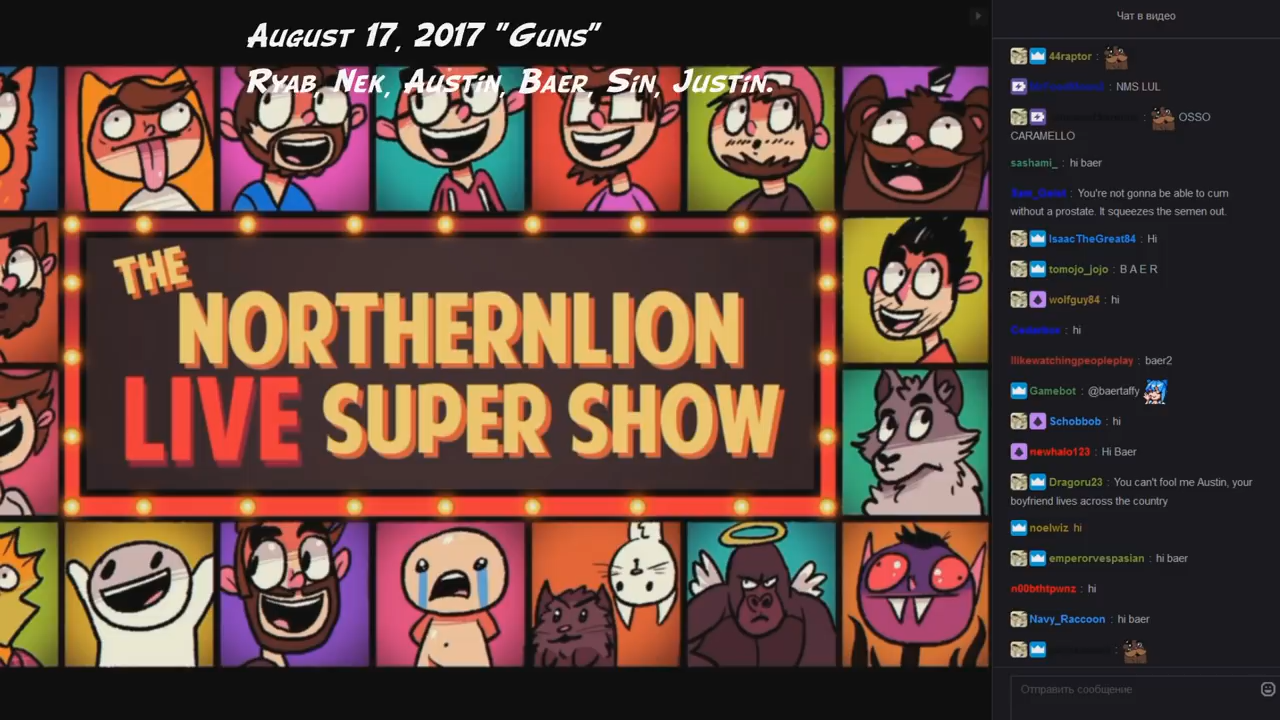 August 17, 2017 "Guns"
Ryab Nek, Austin, Baer, Sin, Justin.
THE
NORTHERNLION
LIVE SUPER SHOW
Чат в видео
44raptor :
: NMS LUL
: OSSO
CARAMELLO
sashami_ : hi baer
: You're not gonna be able to cum
without a prostate. It squeezes the semen out.
IsaacTheGreat84 : Hi
tomojo_jojo : B A E R
wolfguy84 : hi
: hi
Ilikewatchingpeopleplay : baer2
Gamebot : @baertaffy
Schobbob : hi
newhalo123 : Hi Baer
Dragoru23 : You can't fool me Austin, your
boyfriend lives across the country
noelwiz hi
emperorvespasian : hi baer
n00bthtpwnz : hi
Navy_Raccoon : hi baer
Отправить сообщение